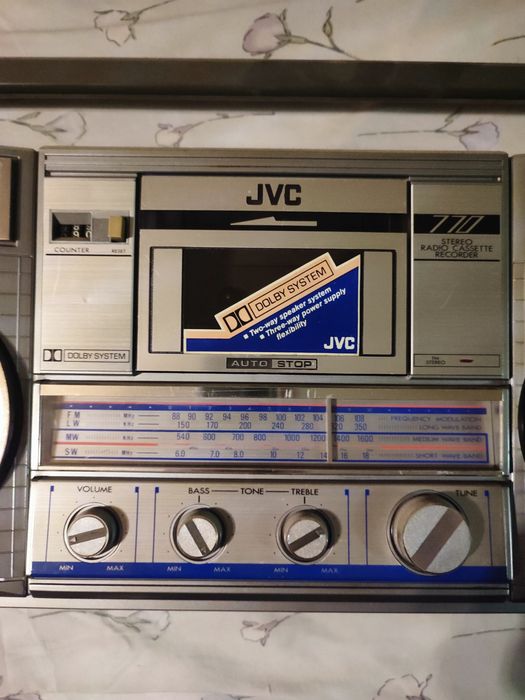 JVC
770
STEREO
RADIO CASSETTE
RECORDER
COUNTER RESET
DOLBY SYSTEM
DOLBY SYSTEM
▪ Two-way speaker system
▪ Three-way power supply
flexibility
JVC
AUTO STOP
FM STEREO
FM MHz 88 90 92 94 96 98 100 102 104 106 108 FREQUENCY MODULATION
LW kHz 150 170 200 240 280 320 350 LONG WAVE BAND
MW kHz 540 600 700 800 1000 1200 1400 1600 MEDIUM WAVE BAND
SW MHz 6.0 7.0 8.0 10 12 14 16 18 SHORT WAVE BAND
VOLUME BASS TONE TREBLE TUNE
MIN MAX MIN MAX MIN MAX